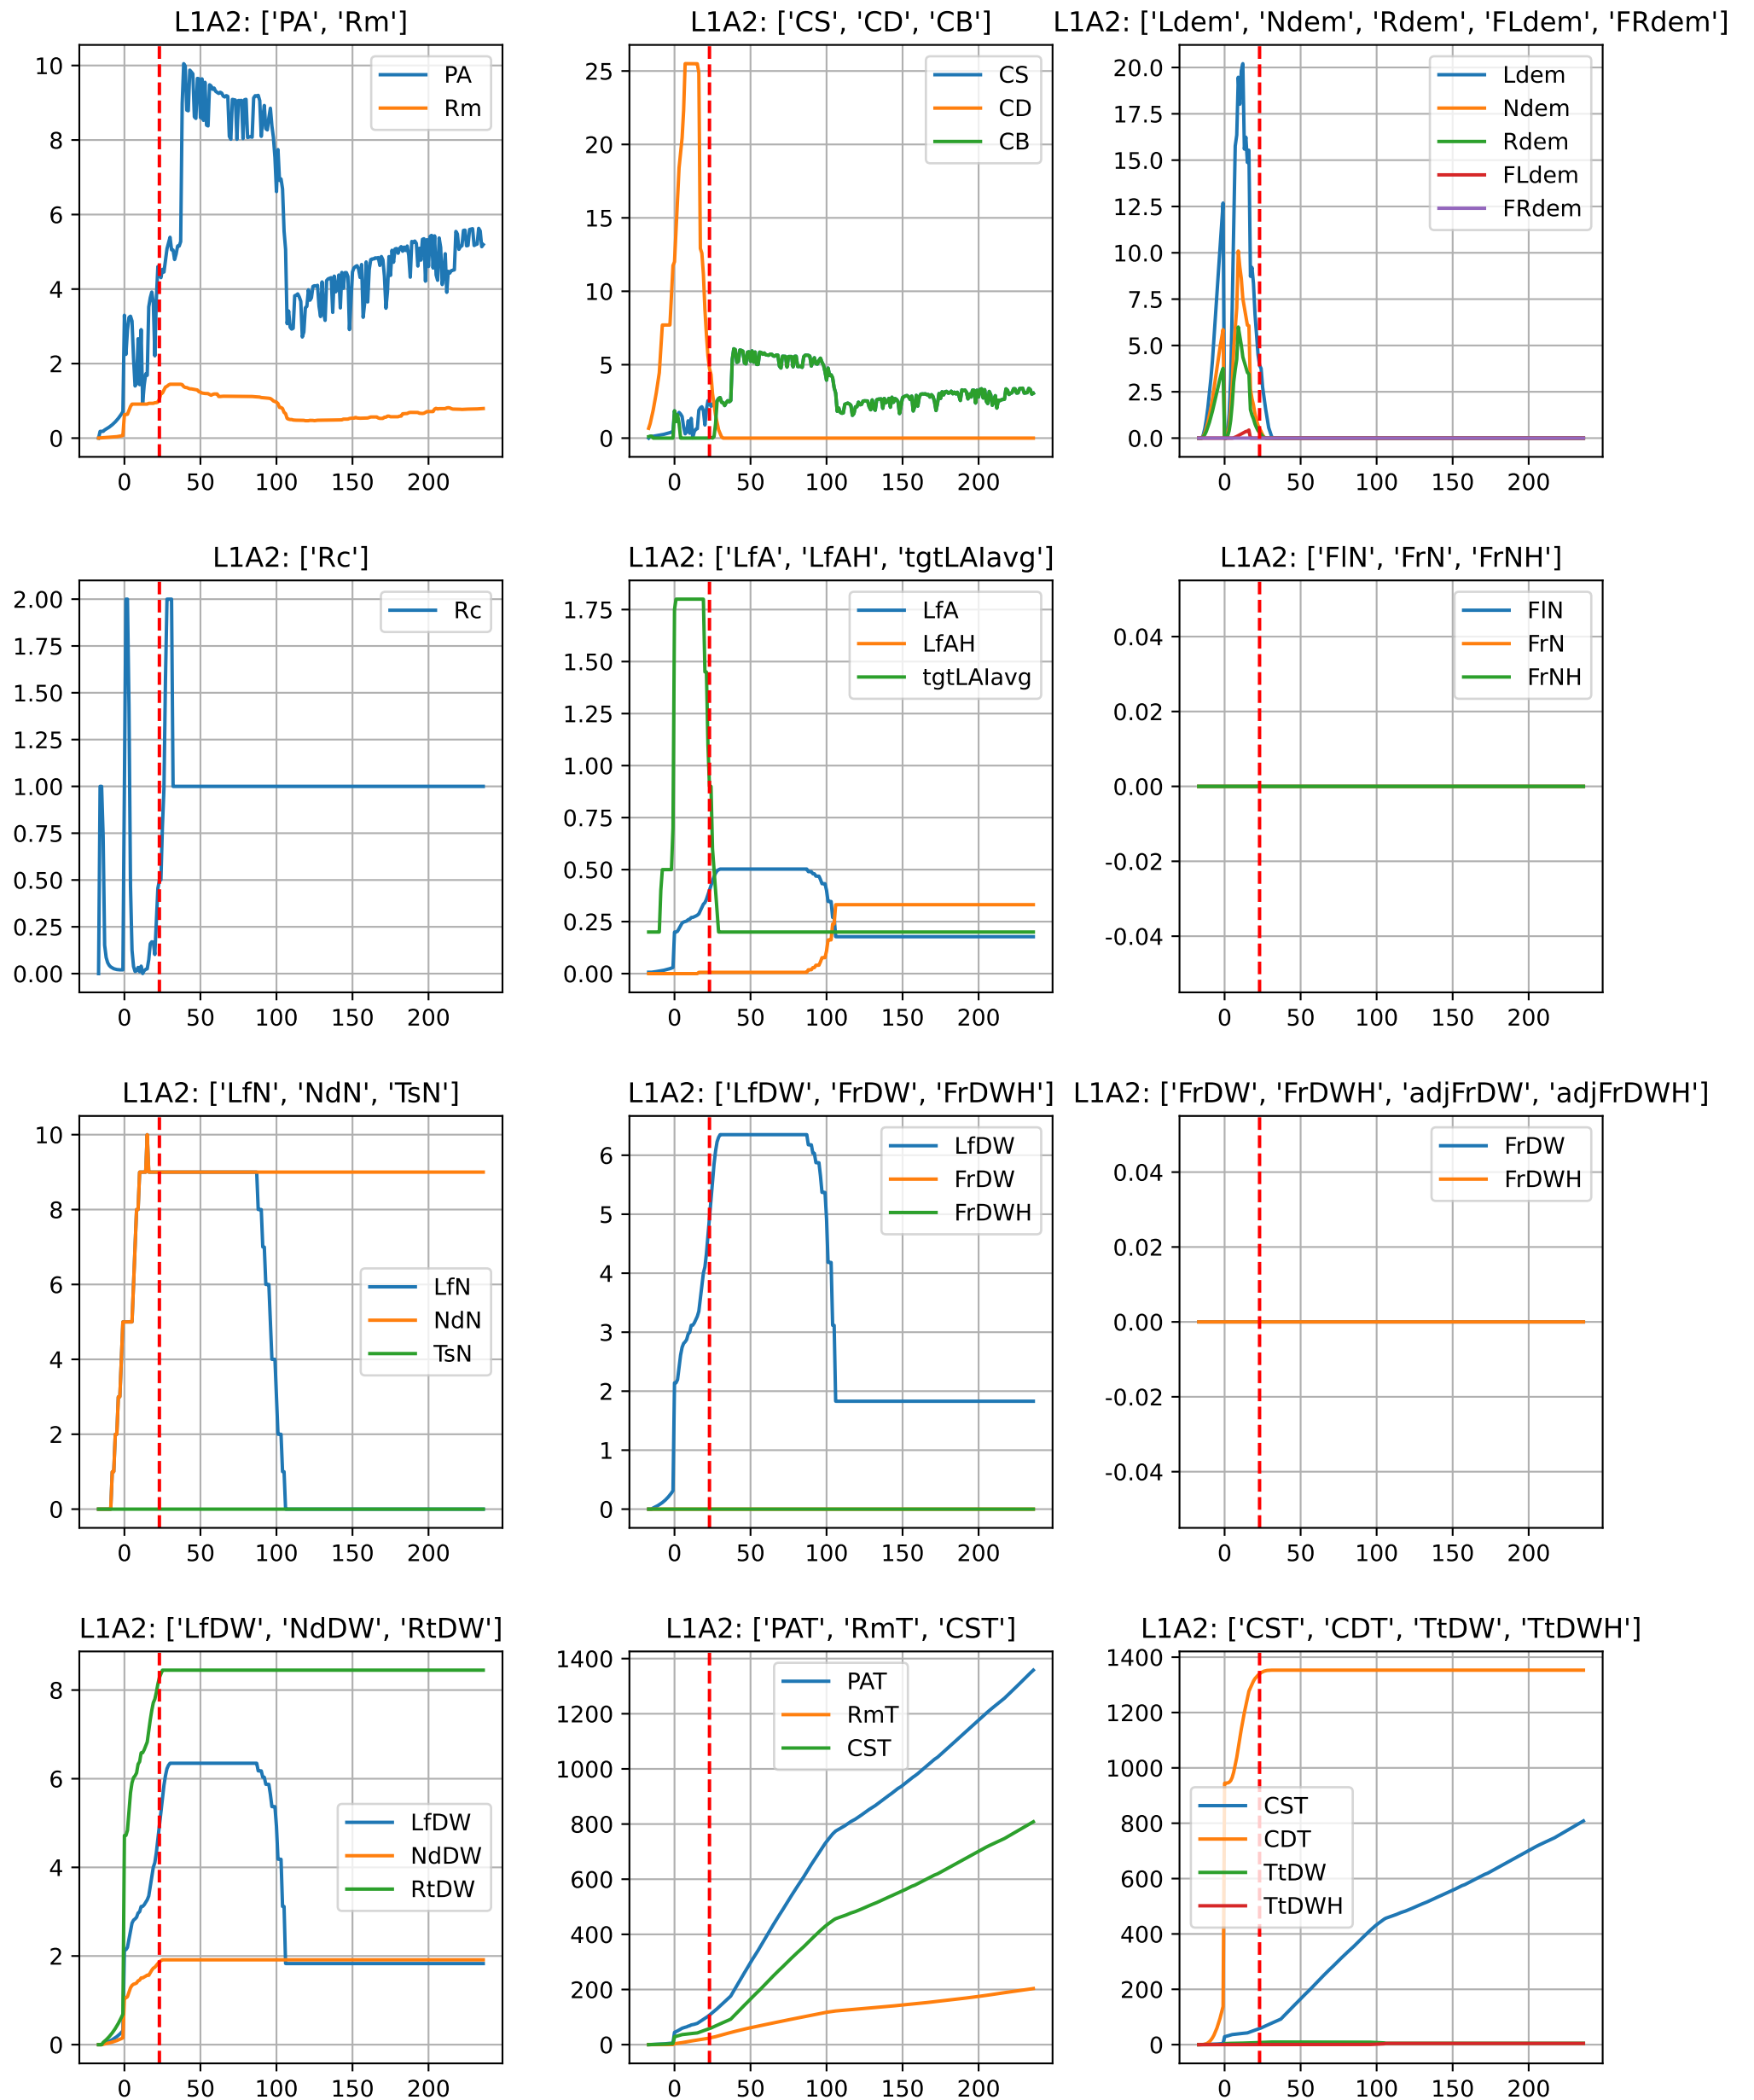 L1A2: ['PA', 'Rm']
10
8
6
4
2
0
0 50 100 150 200
PA
Rm
L1A2: ['CS', 'CD', 'CB']
25
20
15
10
5
0
0 50 100 150 200
CS
CD
CB
L1A2: ['Ldem', 'Ndem', 'Rdem', 'FLdem', 'FRdem']
20.0
17.5
15.0
12.5
10.0
7.5
5.0
2.5
0.0
0 50 100 150 200
Ldem
Ndem
Rdem
FLdem
FRdem
L1A2: ['Rc']
2.00
1.75
1.50
1.25
1.00
0.75
0.50
0.25
0.00
0 50 100 150 200
Rc
L1A2: ['LfA', 'LfAH', 'tgtLAIavg']
1.75
1.50
1.25
1.00
0.75
0.50
0.25
0.00
0 50 100 150 200
LfA
LfAH
tgtLAIavg
L1A2: ['FlN', 'FrN', 'FrNH']
0.04
0.02
0.00
-0.02
-0.04
0 50 100 150 200
FlN
FrN
FrNH
L1A2: ['LfN', 'NdN', 'TsN']
10
8
6
4
2
0
0 50 100 150 200
LfN
NdN
TsN
L1A2: ['LfDW', 'FrDW', 'FrDWH']
6
5
4
3
2
1
0
0 50 100 150 200
LfDW
FrDW
FrDWH
L1A2: ['FrDW', 'FrDWH', 'adjFrDW', 'adjFrDWH']
0.04
0.02
0.00
-0.02
-0.04
0 50 100 150 200
FrDW
FrDWH
L1A2: ['LfDW', 'NdDW', 'RtDW']
8
6
4
2
0
0 50 100 150 200
LfDW
NdDW
RtDW
L1A2: ['PAT', 'RmT', 'CST']
1400
1200
1000
800
600
400
200
0
0 50 100 150 200
PAT
RmT
CST
L1A2: ['CST', 'CDT', 'TtDW', 'TtDWH']
1400
1200
1000
800
600
400
200
0
0 50 100 150 200
CST
CDT
TtDW
TtDWH